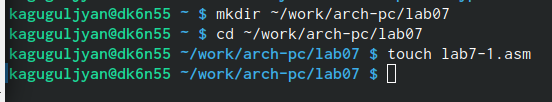 kaguguljyan@dk6n55 ~ $ mkdir ~/work/arch-pc/lab07
kaguguljyan@dk6n55 ~ $ cd ~/work/arch-pc/lab07
kaguguljyan@dk6n55 ~/work/arch-pc/lab07 $ touch lab7-1.asm
kaguguljyan@dk6n55 ~/work/arch-pc/lab07 $